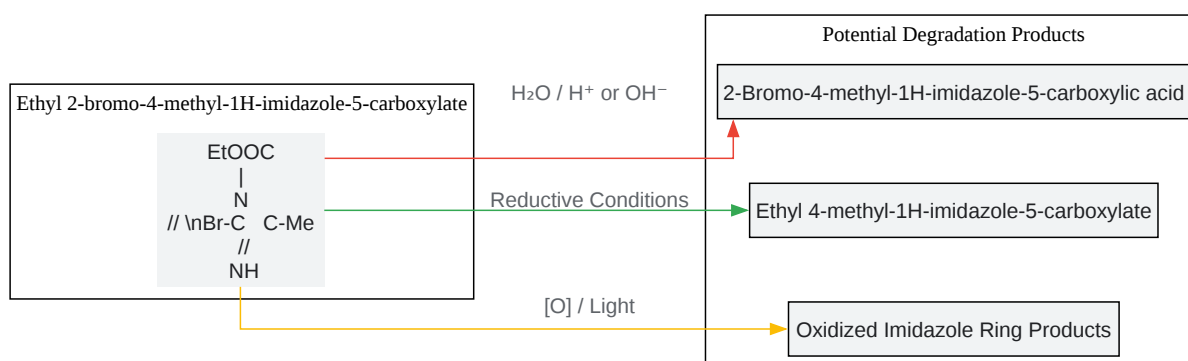 Potential Degradation Products
Ethyl 2-bromo-4-methyl-1H-imidazole-5-carboxylate
H₂O / H⁺ or OH⁻
2-Bromo-4-methyl-1H-imidazole-5-carboxylic acid
EtOOC
|
N
// \nBr-C C-Me
//
NH
Reductive Conditions
Ethyl 4-methyl-1H-imidazole-5-carboxylate
[O] / Light
Oxidized Imidazole Ring Products